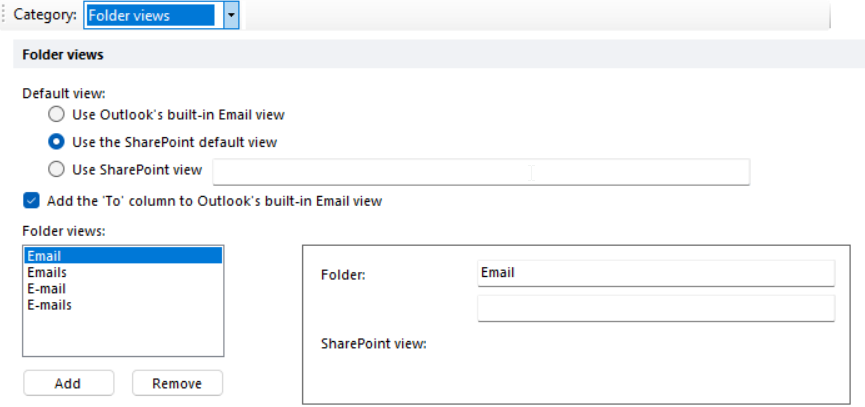 Category: Folder views
Folder views
Default view:
Use Outlook's built-in Email view
Use the SharePoint default view
Use SharePoint view
Add the 'To' column to Outlook's built-in Email view
Folder views:
Email
Emails
E-mail
E-mails
Folder: Email
SharePoint view:
Add Remove